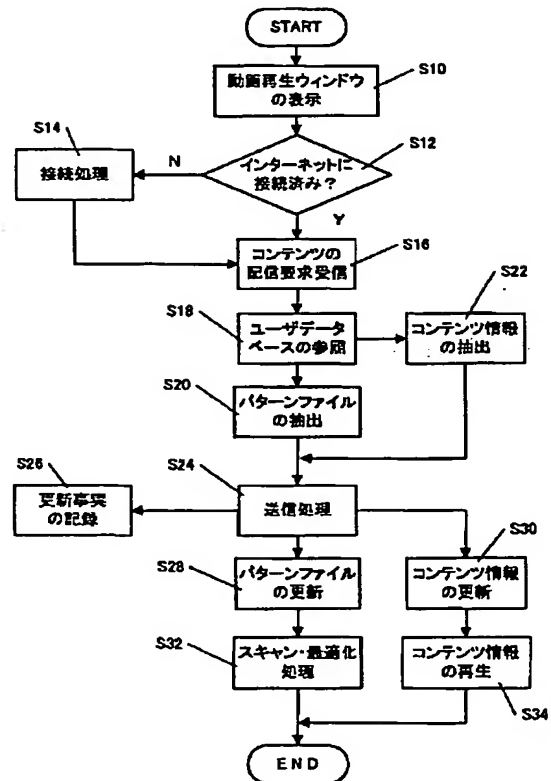 START
S10
動画再生ウィンドウ
の表示
S14
接続処理
N
S12
インターネットに
接続済み？
Y
コンテンツの
配信要求受信
S16
S18
ユーザデータ
ベースの参照
S22
コンテンツ情報
の抽出
S20
パターンファイル
の抽出
S26
更新事実
の記録
S24
送信処理
S28
パターンファイル
の更新
S30
コンテンツ情報
の更新
S32
スキャン・最適化
処理
コンテンツ情報
の再生
S34
END